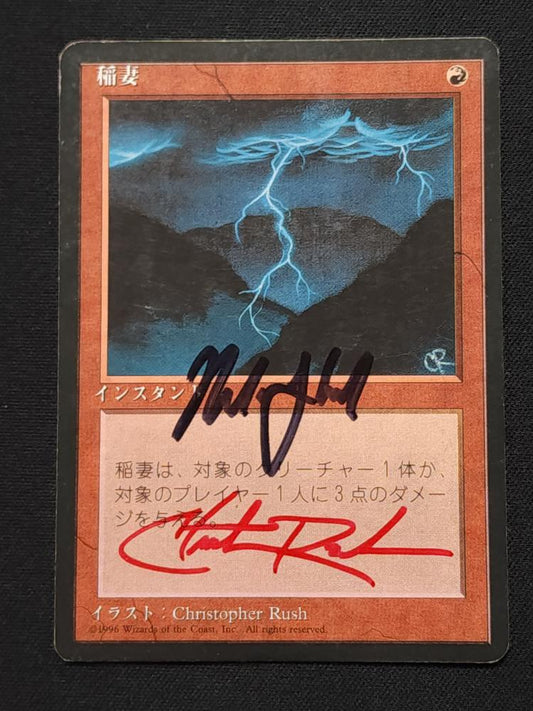 稲妻
CR
インスタン
稲妻は、対象のクリーチャー1体か、
対象のプレイヤー1人に3点のダメー
ジを与える。
イラスト：Christopher Rush
©1996 Wizards of the Coast, Inc. All rights reserved.